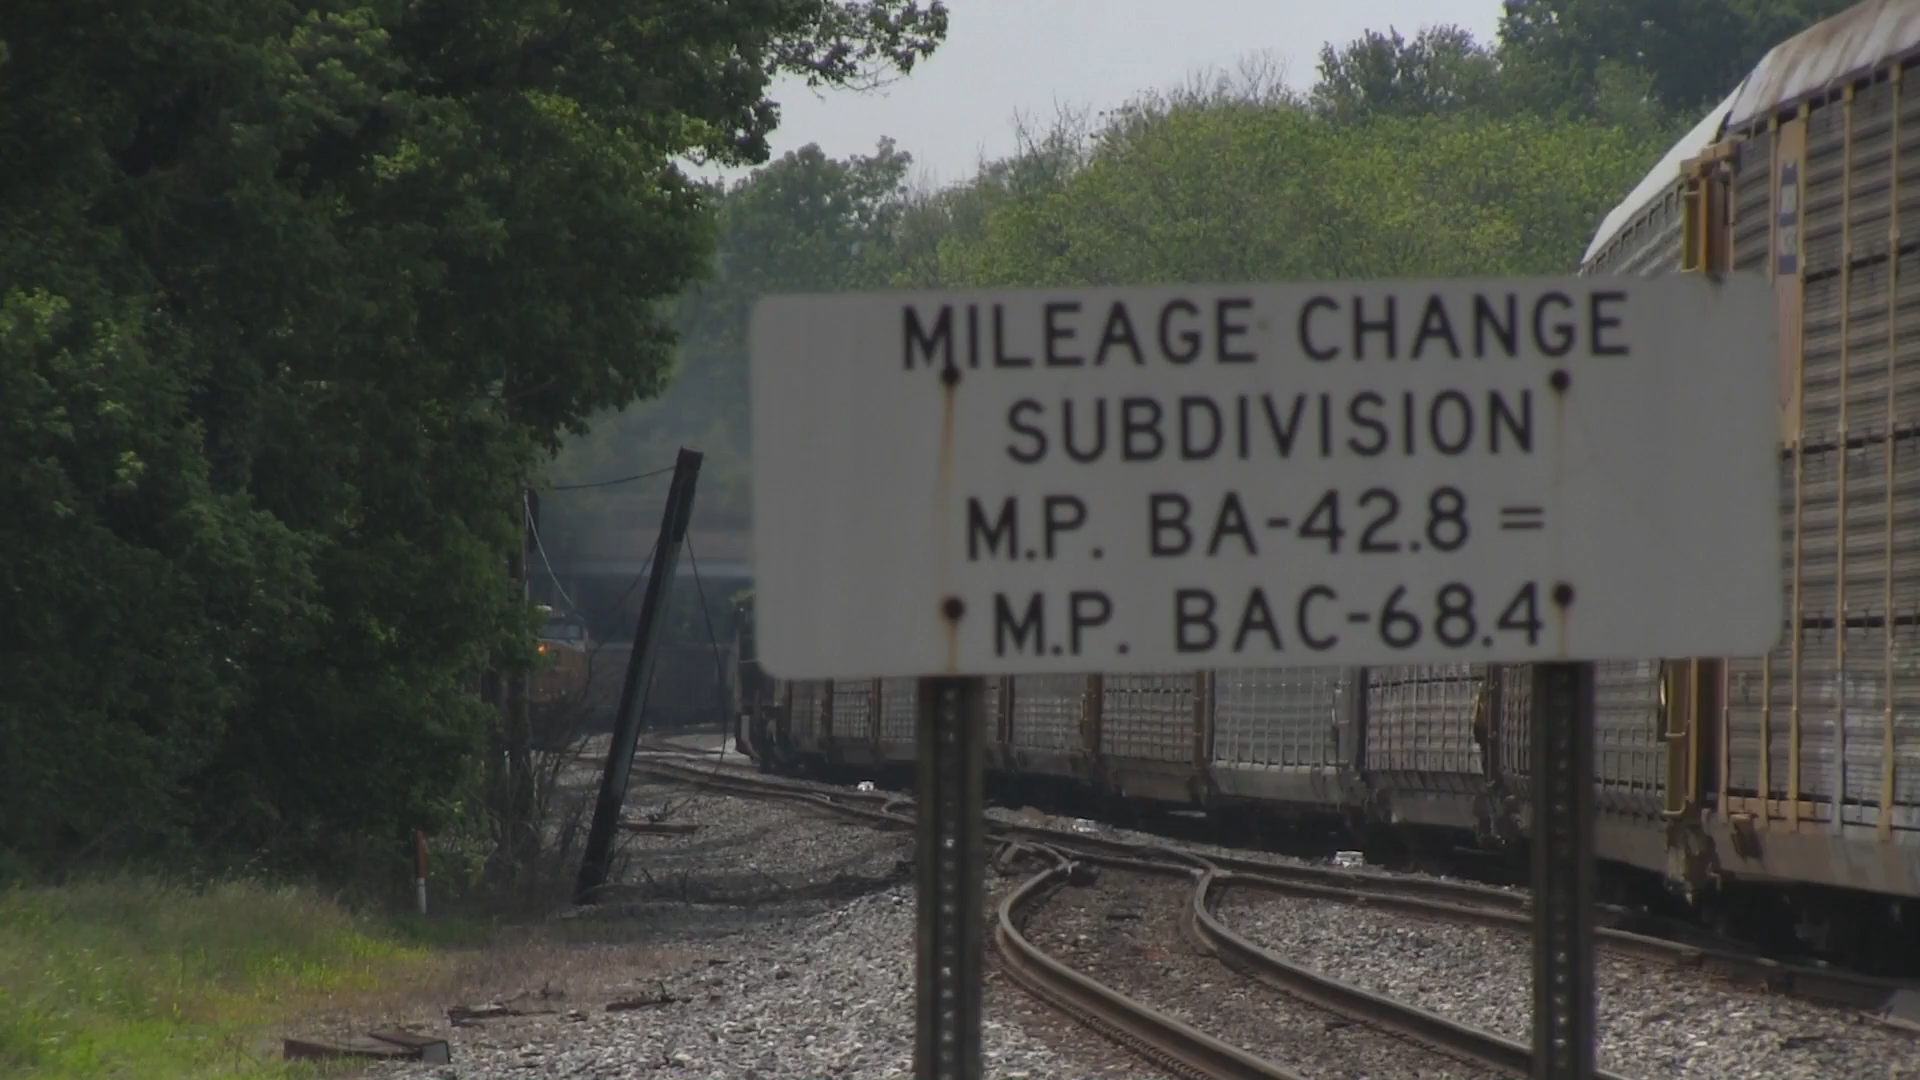 MILEAGE CHANGE
SUBDIVISION
M.P. BA-42.8 =
M.P. BAC-68.4